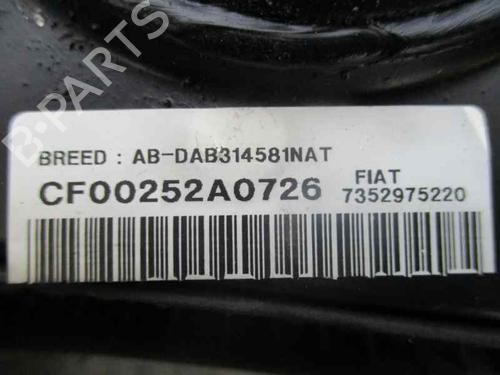 B-PARTS
BREED : AB-DAB314581NAT
CF00252A0726
FIAT
7352975220